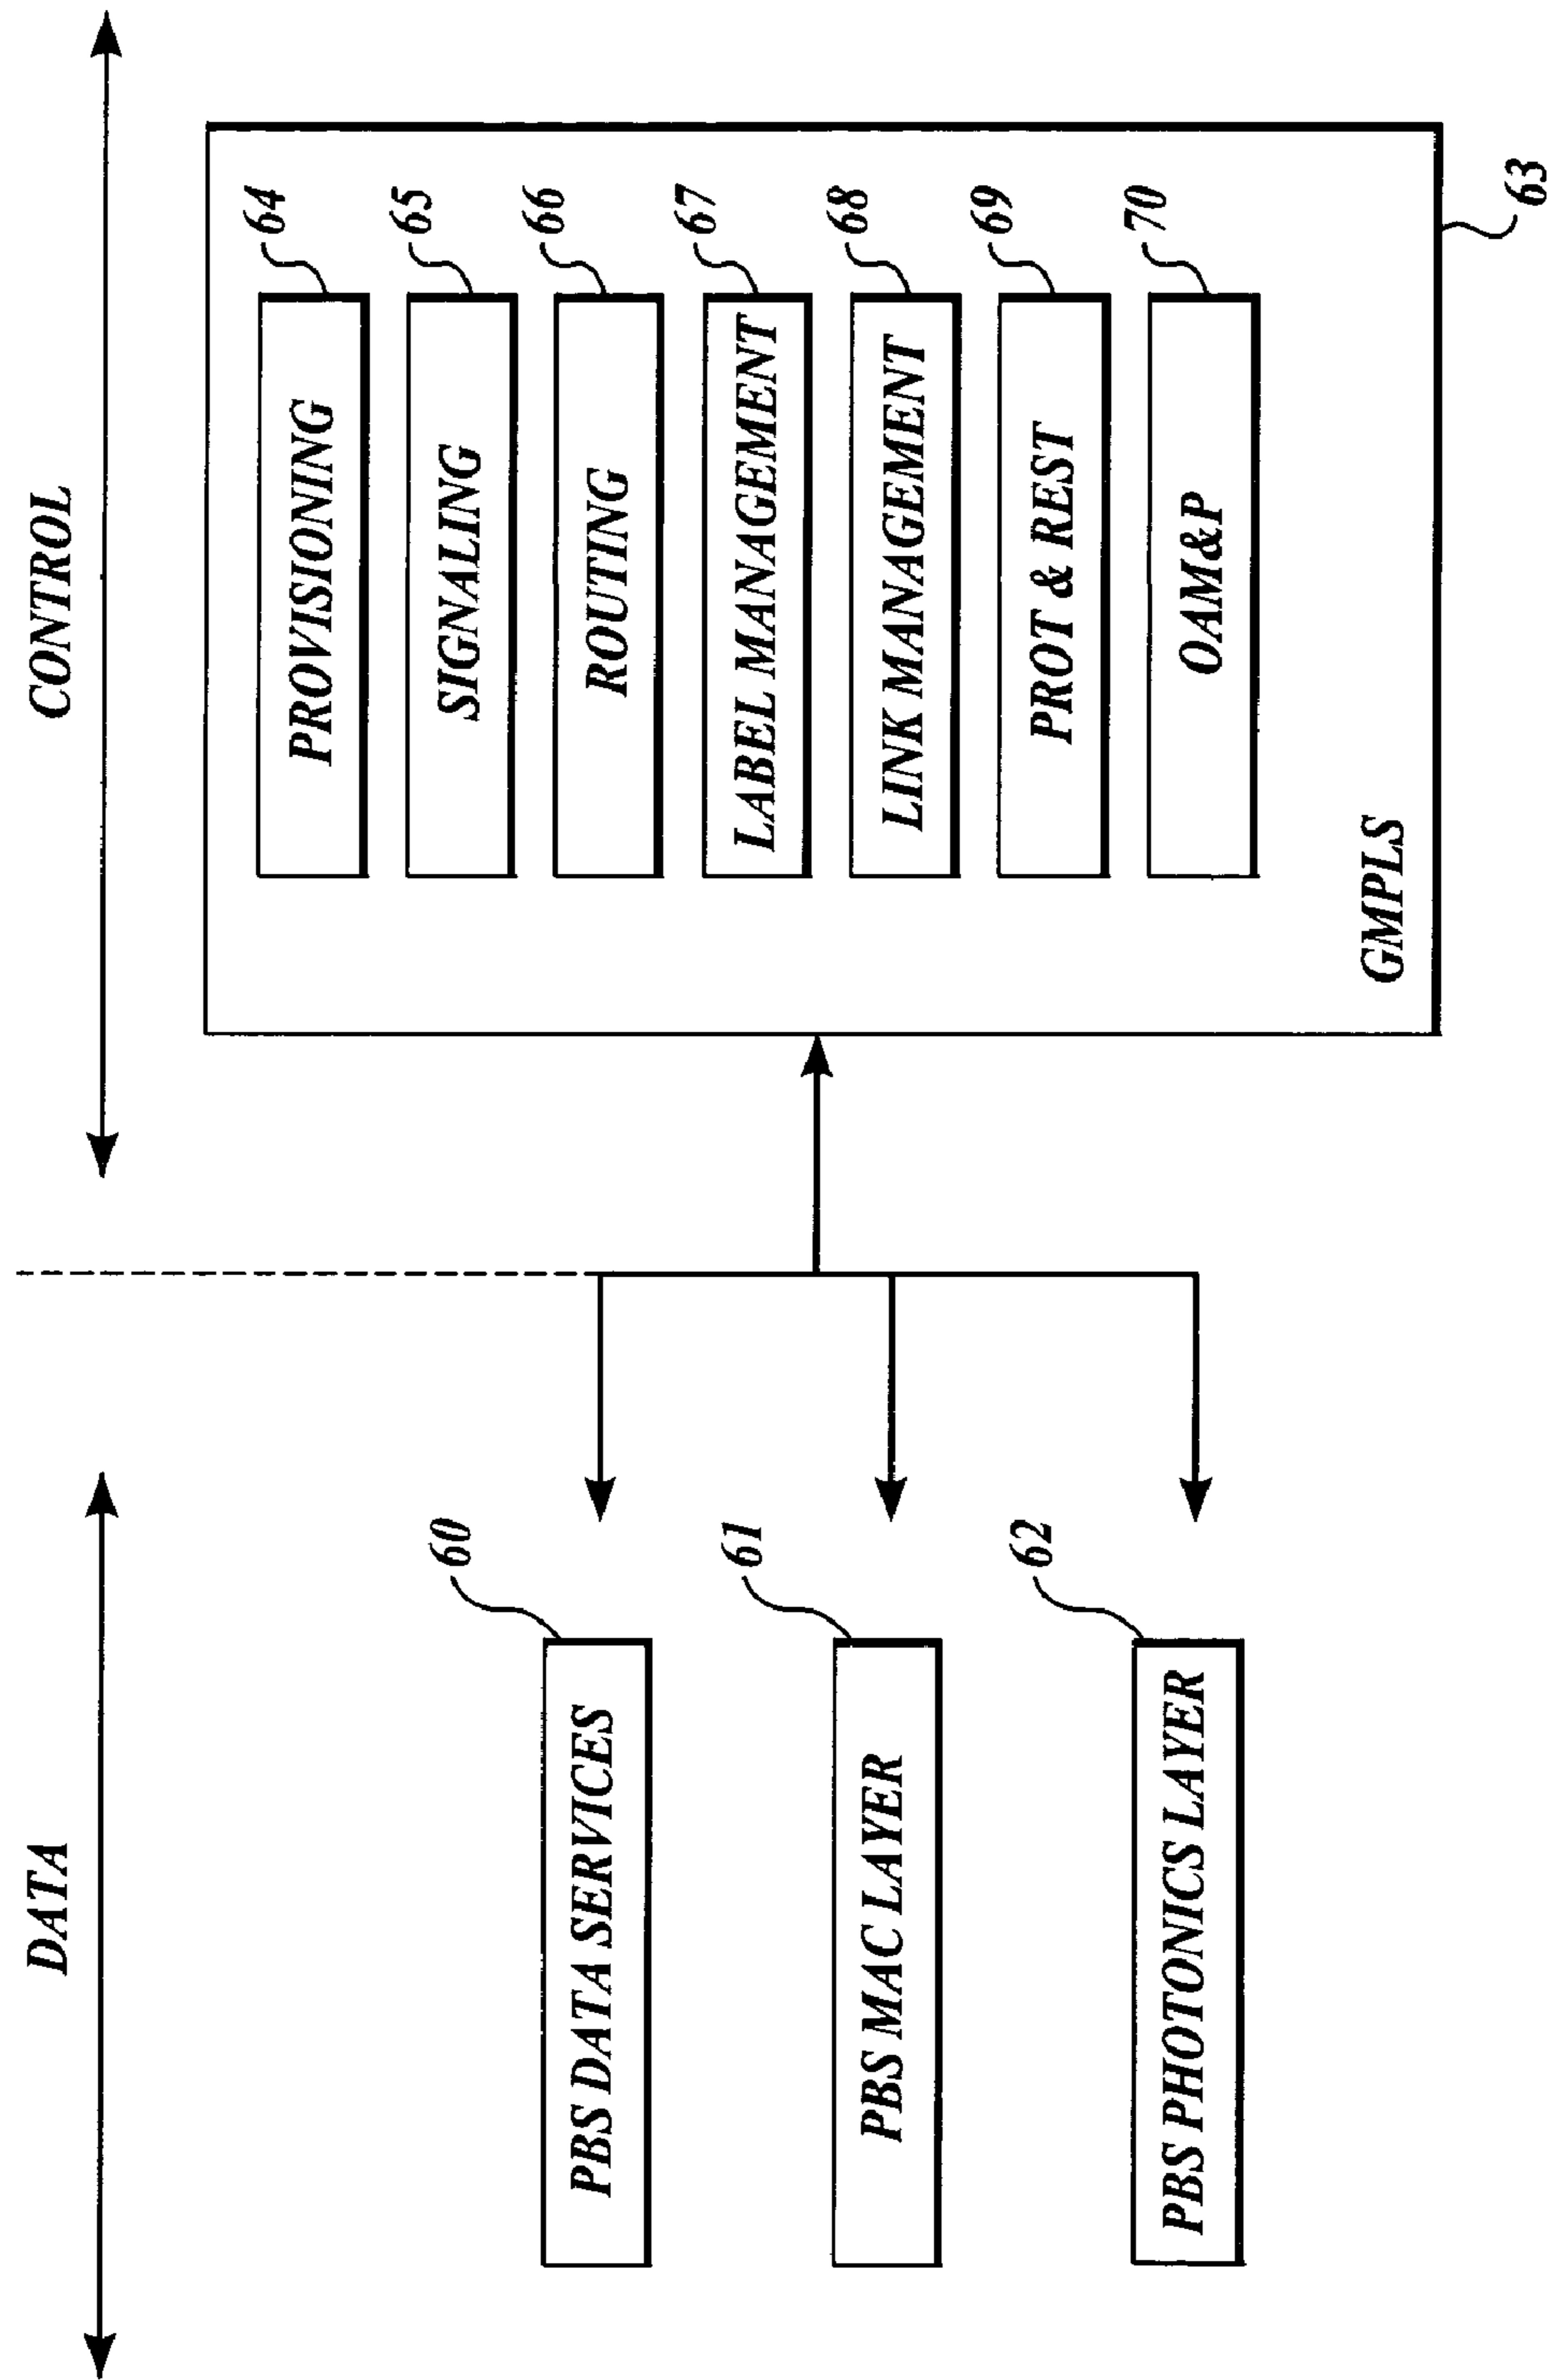 DATA
CONTROL
PBS DATA SERVICES
60
PBS MAC LAYER
61
PBS PHOTONICS LAYER
62
PROVISIONING
64
SIGNALING
65
ROUTING
66
LABEL MANAGEMENT
67
LINK MANAGEMENT
68
PROT & REST
69
OAM&P
70
GMPLS
63